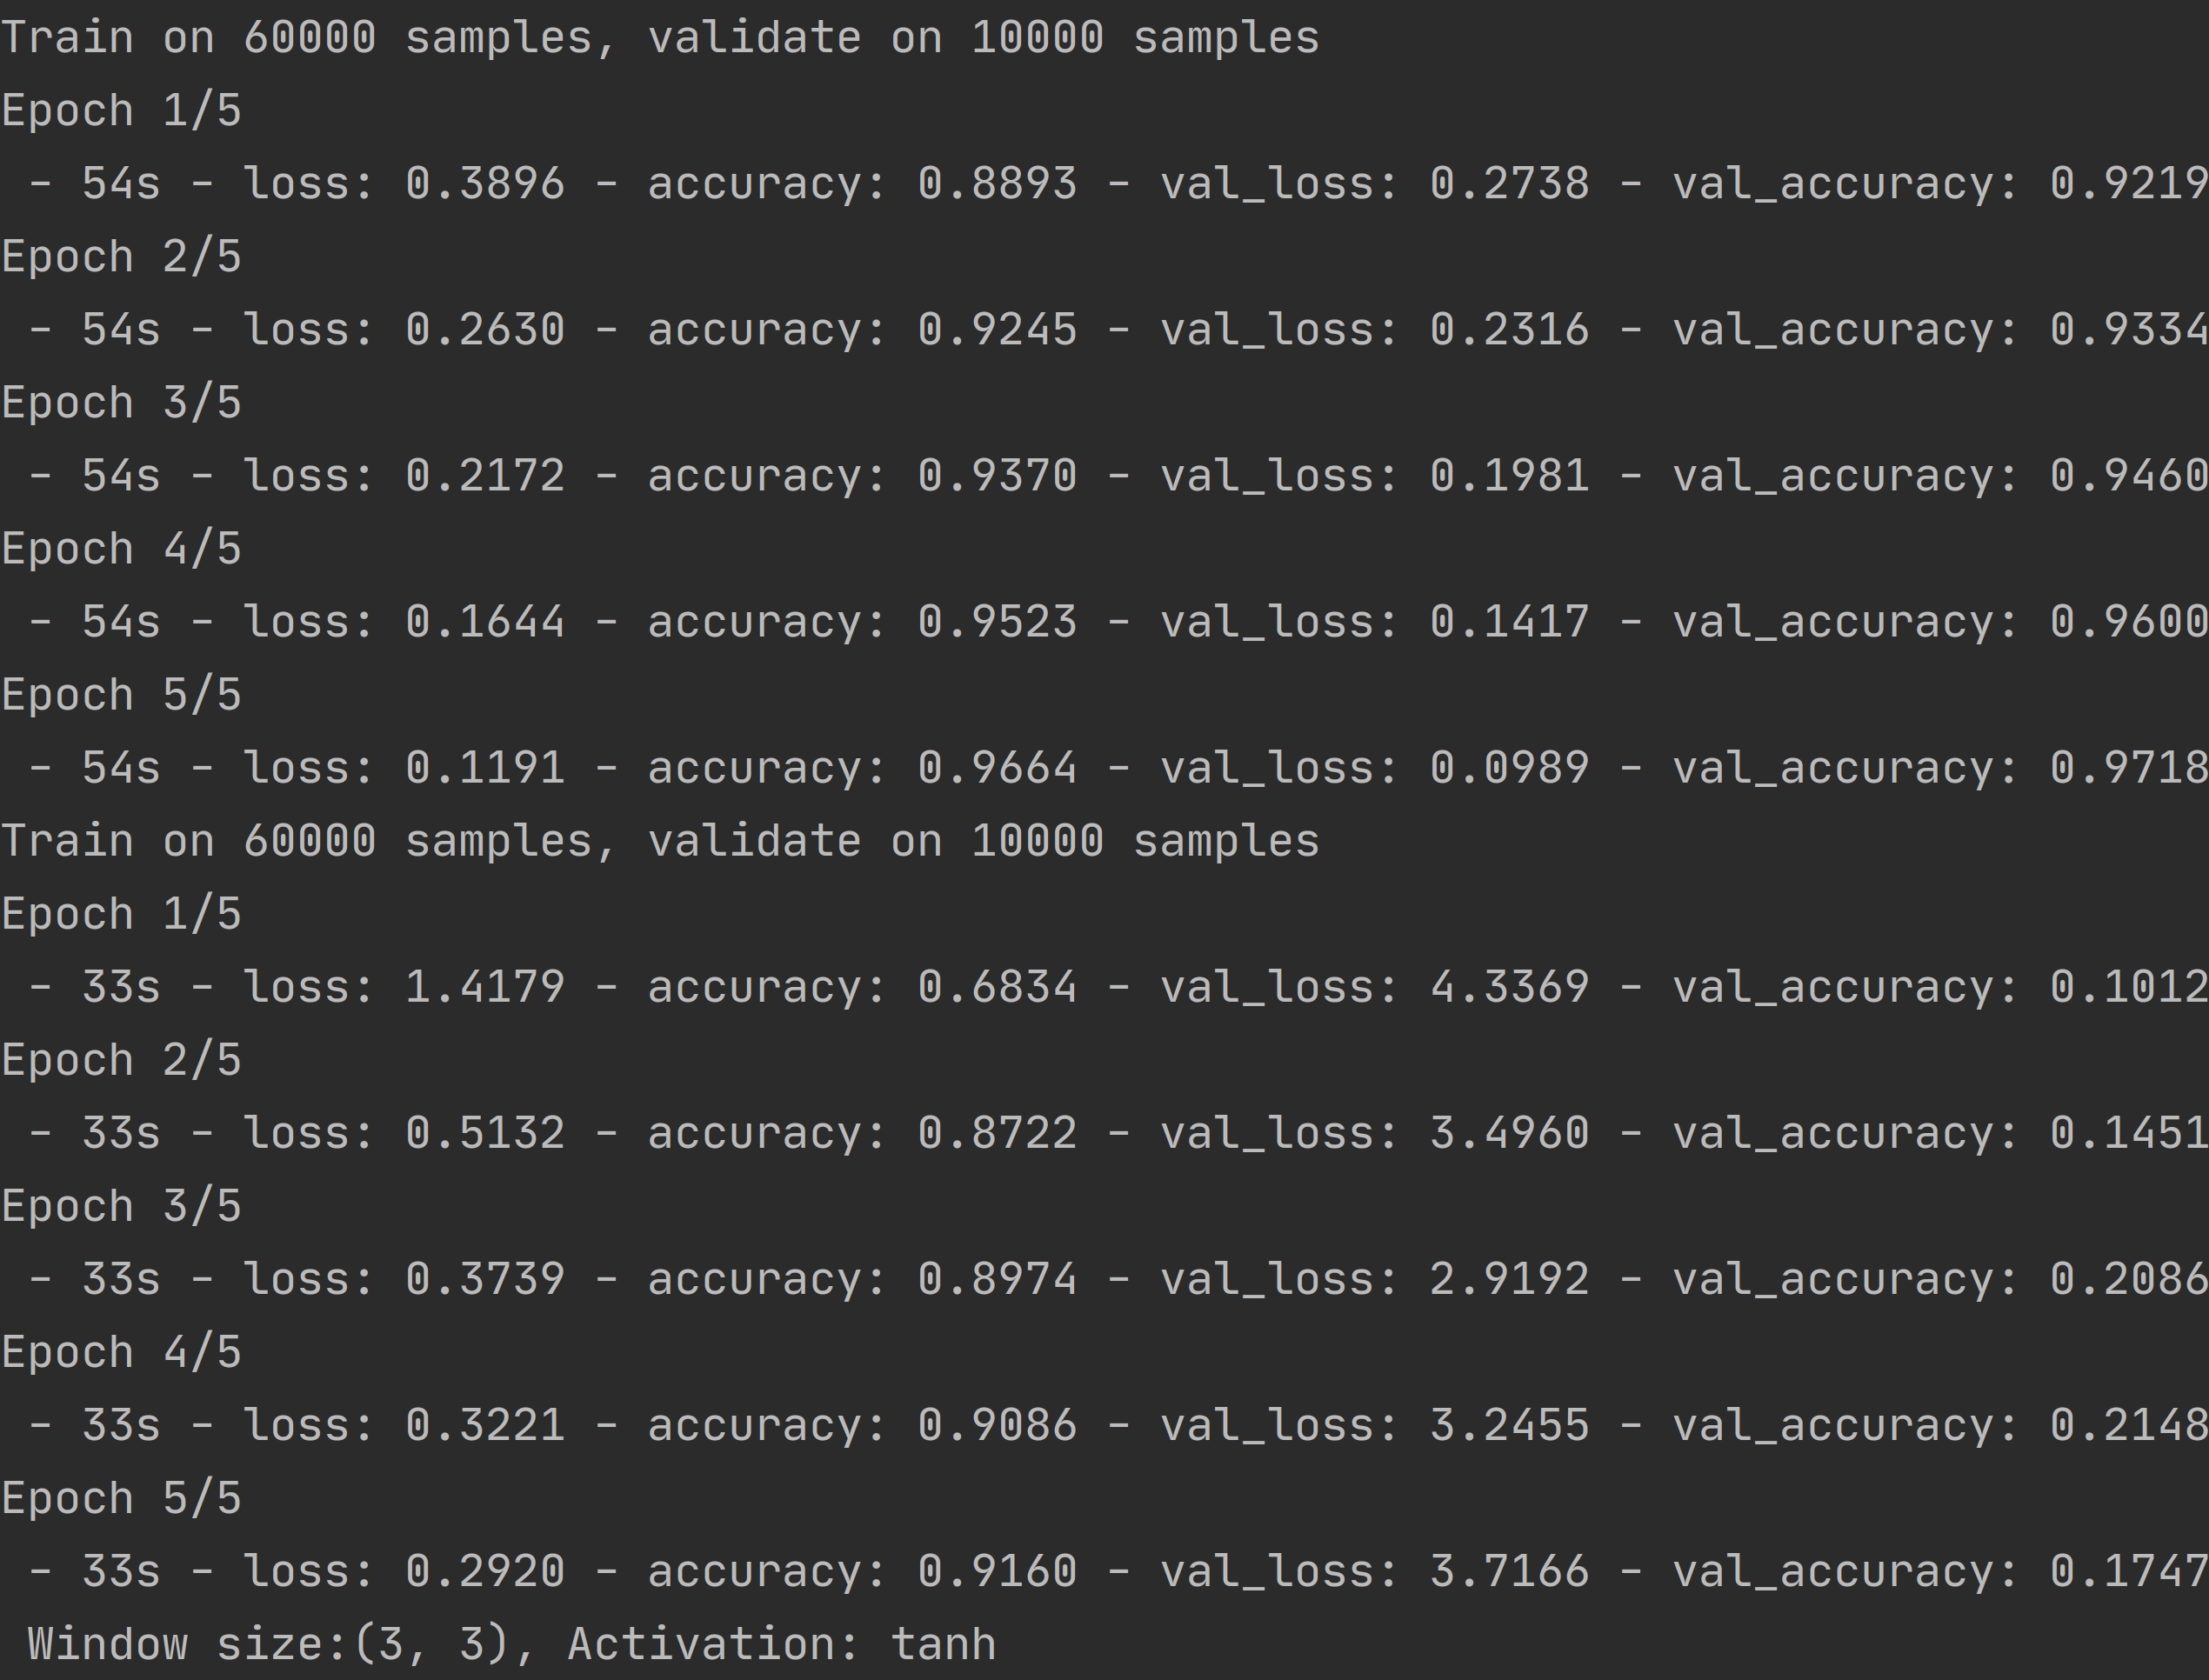 Train on 60000 samples, validate on 10000 samples
Epoch 1/5
 - 54s - loss: 0.3896 - accuracy: 0.8893 - val_loss: 0.2738 - val_accuracy: 0.9219
Epoch 2/5
 - 54s - loss: 0.2630 - accuracy: 0.9245 - val_loss: 0.2316 - val_accuracy: 0.9334
Epoch 3/5
 - 54s - loss: 0.2172 - accuracy: 0.9370 - val_loss: 0.1981 - val_accuracy: 0.9460
Epoch 4/5
 - 54s - loss: 0.1644 - accuracy: 0.9523 - val_loss: 0.1417 - val_accuracy: 0.9600
Epoch 5/5
 - 54s - loss: 0.1191 - accuracy: 0.9664 - val_loss: 0.0989 - val_accuracy: 0.9718
Train on 60000 samples, validate on 10000 samples
Epoch 1/5
 - 33s - loss: 1.4179 - accuracy: 0.6834 - val_loss: 4.3369 - val_accuracy: 0.1012
Epoch 2/5
 - 33s - loss: 0.5132 - accuracy: 0.8722 - val_loss: 3.4960 - val_accuracy: 0.1451
Epoch 3/5
 - 33s - loss: 0.3739 - accuracy: 0.8974 - val_loss: 2.9192 - val_accuracy: 0.2086
Epoch 4/5
 - 33s - loss: 0.3221 - accuracy: 0.9086 - val_loss: 3.2455 - val_accuracy: 0.2148
Epoch 5/5
 - 33s - loss: 0.2920 - accuracy: 0.9160 - val_loss: 3.7166 - val_accuracy: 0.1747
 Window size:(3, 3), Activation: tanh